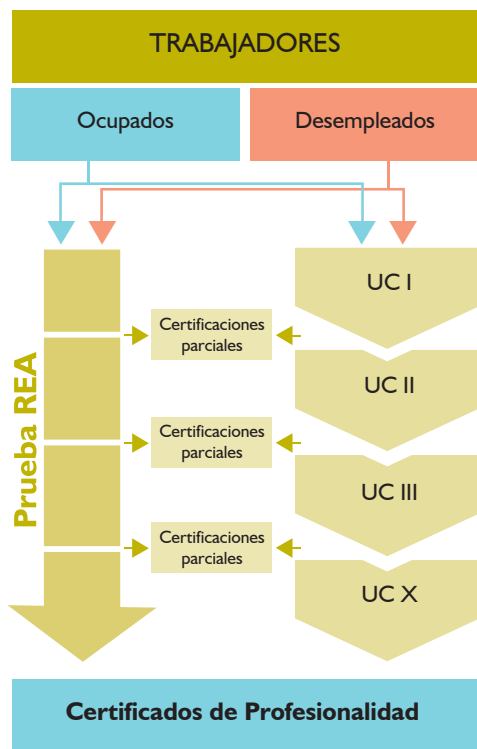 TRABAJADORES
Ocupados
Desempleados
Prueba REA
UC I
Certificaciones
parciales
UC II
Certificaciones
parciales
UC III
Certificaciones
parciales
UC X
Certificados de Profesionalidad